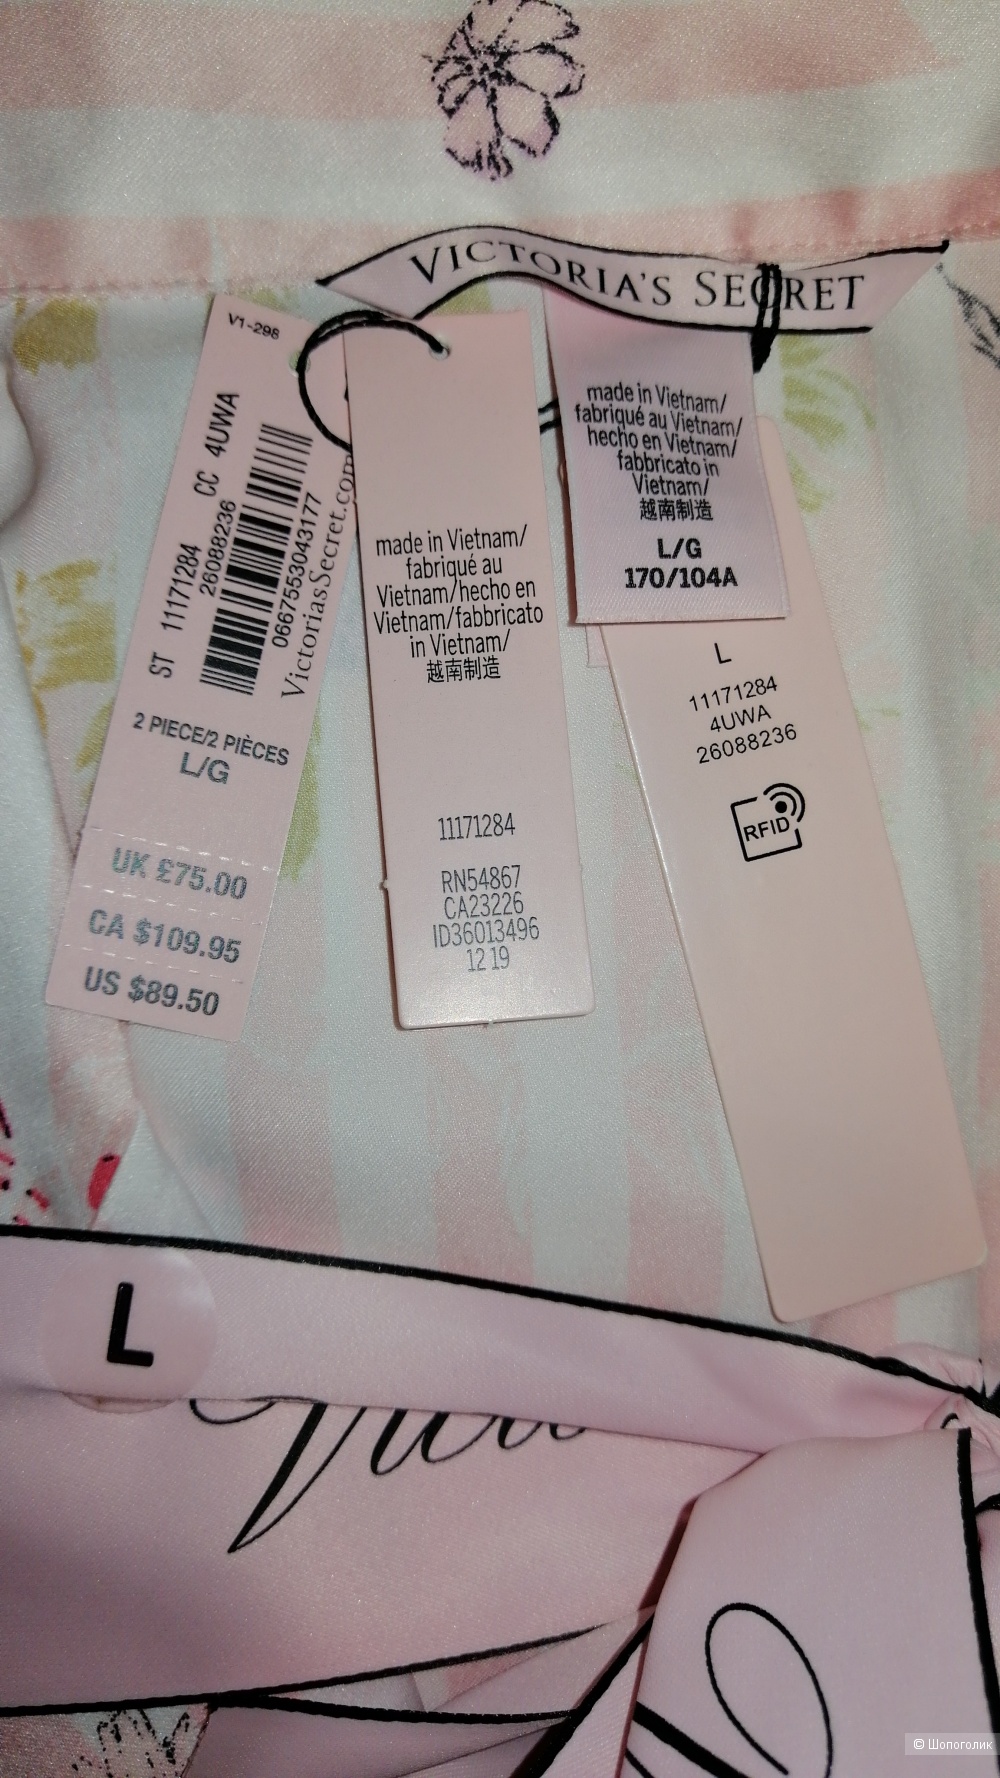 VICTORIA'S SECRET
V1-298
ST 11171284 CC 4UWA
26088236
0667553043177
VictoriasSecret.com
2 PIECE/2 PIÈCES
L/G
UK £75.00
CA $109.95
US $89.50
made in Vietnam/
fabriqué au
Vietnam/hecho en
Vietnam/fabbricato
in Vietnam/
越南制造
11171284
RN54867
CA23226
ID36013496
12 19
made in Vietnam/
fabriqué au Vietnam/
hecho en Vietnam/
fabbricato in
Vietnam/
越南制造
L/G
170/104A
L
11171284
4UWA
26088236
RFID
L
© Шопоголик